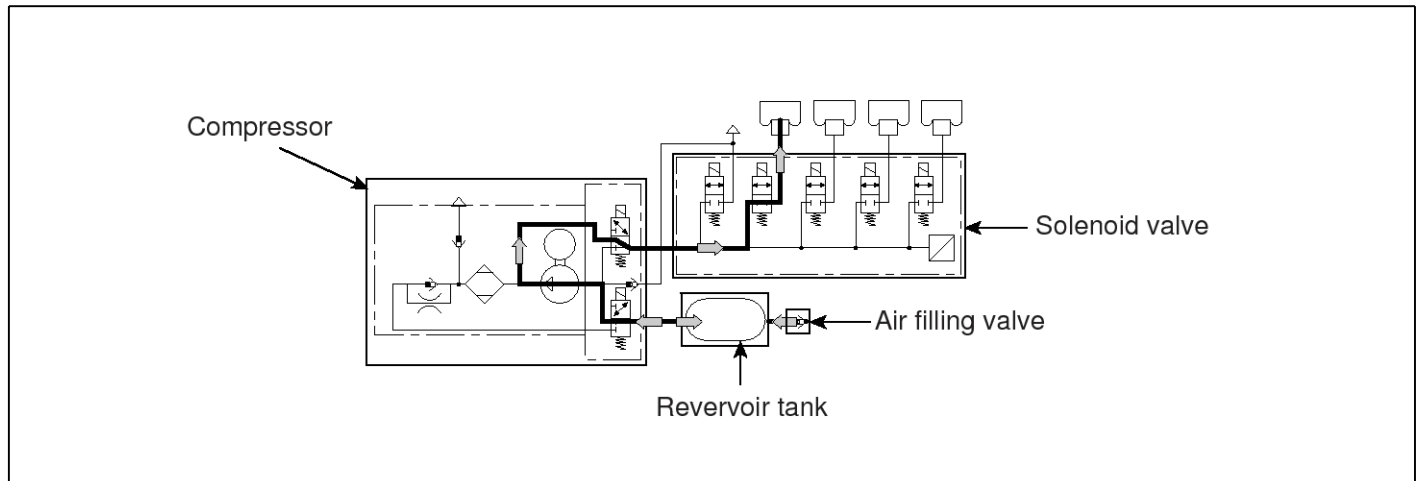 Compressor
Solenoid valve
Air filling valve
Revervoir tank